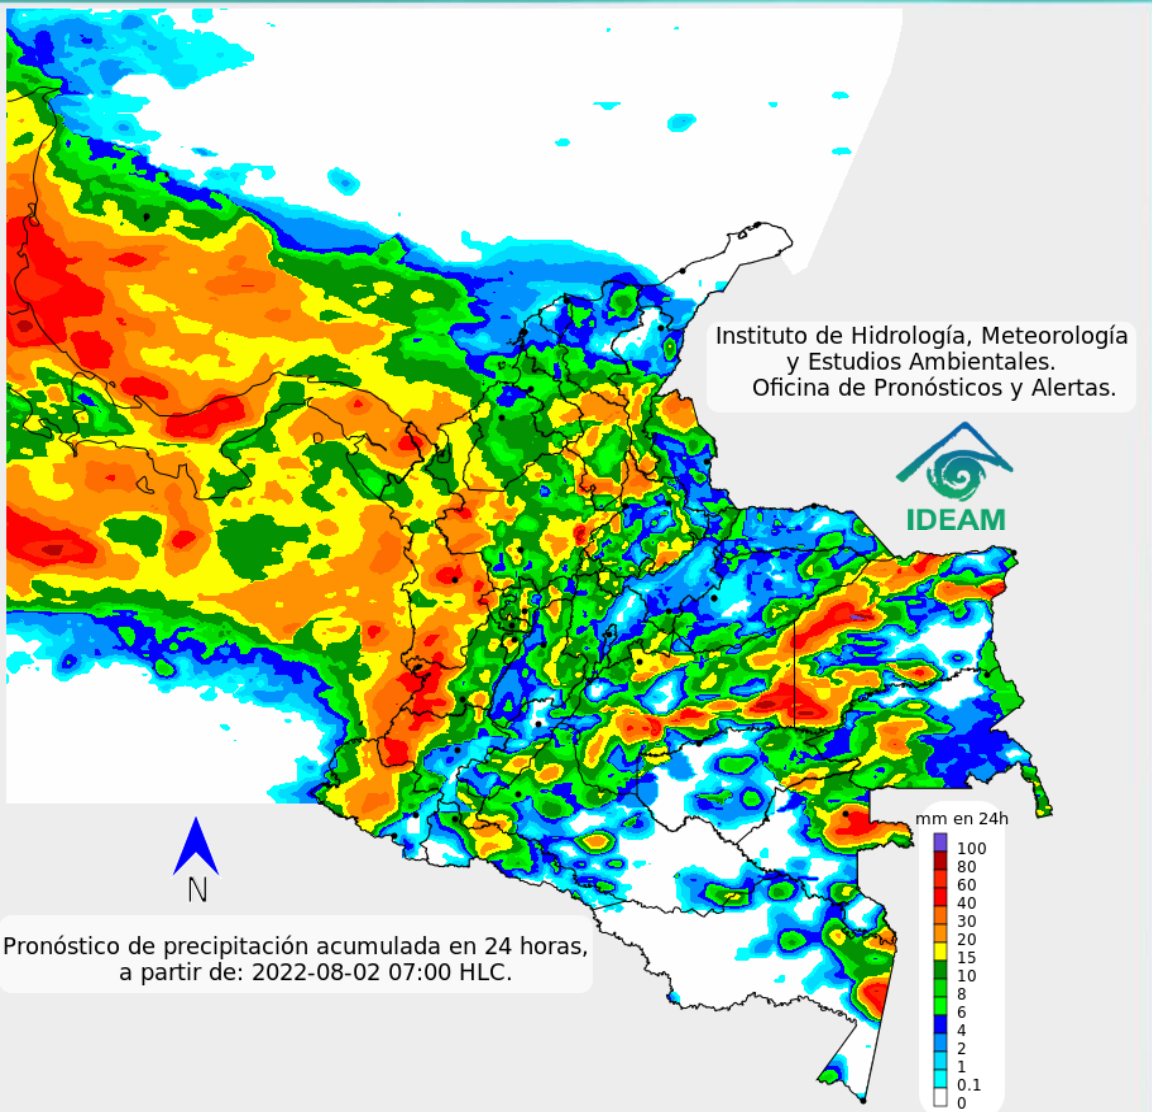 Instituto de Hidrología, Meteorología
y Estudios Ambientales.
Oficina de Pronósticos y Alertas.
IDEAM
mm en 24h
100
80
60
40
30
20
15
10
8
6
4
2
1
0.1
0
N
Pronóstico de precipitación acumulada en 24 horas,
a partir de: 2022-08-02 07:00 HLC.